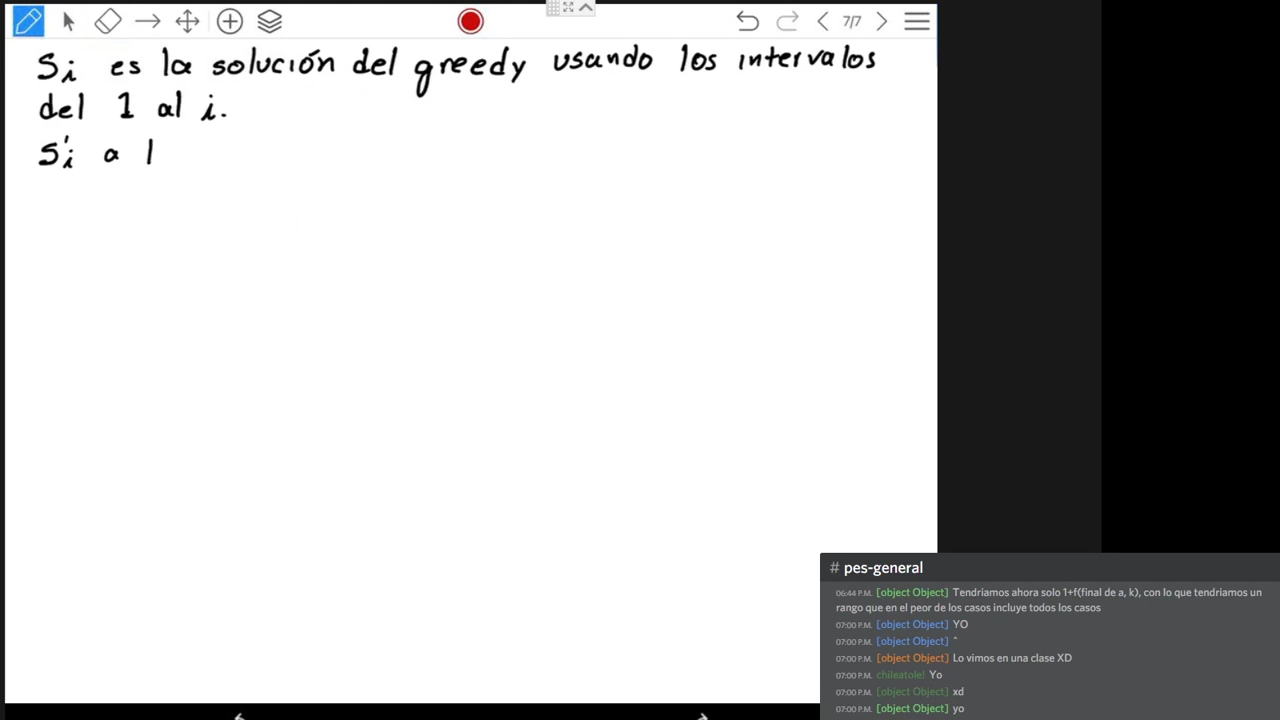 7/7
Si es la solución del greedy usando los intervalos
del 1 al i.
S'i a l
# pes-general
06:44 P.M. [object Object] Tendriamos ahora solo 1+f(final de a, k), con lo que tendriamos un
rango que en el peor de los casos incluye todos los casos
07:00 P.M. [object Object] YO
07:00 P.M. [object Object] ^
07:00 P.M. [object Object] Lo vimos en una clase XD
07:00 P.M. chileatole! Yo
07:00 P.M. [object Object] xd
07:00 P.M. [object Object] yo